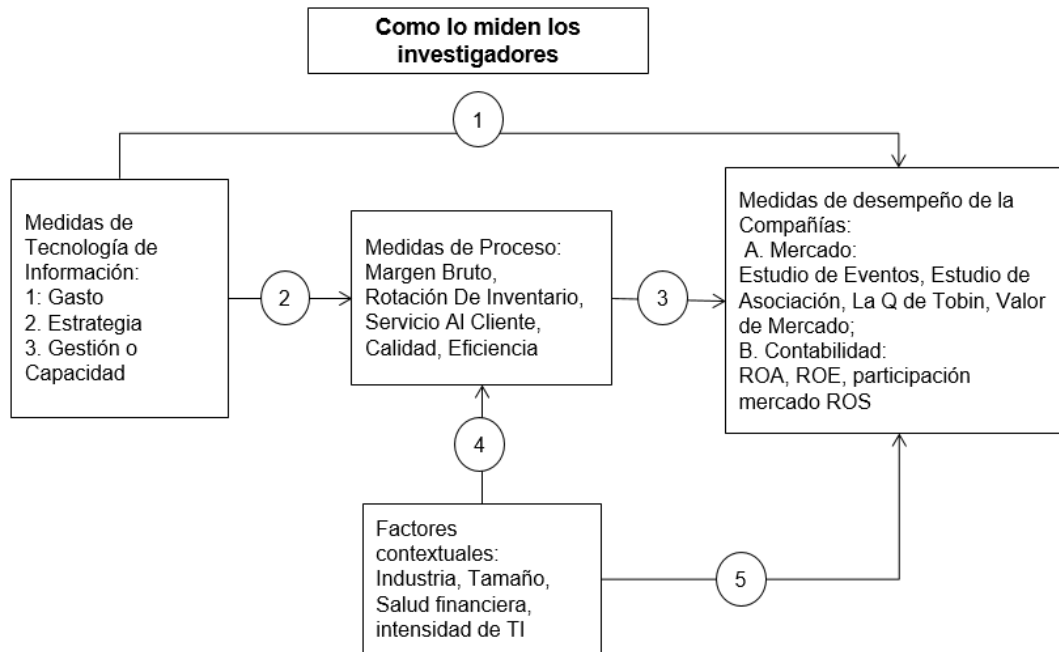 Como lo miden los
investigadores
1
Medidas de
Tecnología de
Información:
1: Gasto
2. Estrategia
3. Gestión o
Capacidad
2
Medidas de Proceso:
Margen Bruto,
Rotación De Inventario,
Servicio Al Cliente,
Calidad, Eficiencia
3
Medidas de desempeño de la
Compañías:
A. Mercado:
Estudio de Eventos, Estudio de
Asociación, La Q de Tobin, Valor
de Mercado;
B. Contabilidad:
ROA, ROE, participación
mercado ROS
4
Factores
contextuales:
Industria, Tamaño,
Salud financiera,
intensidad de TI
5